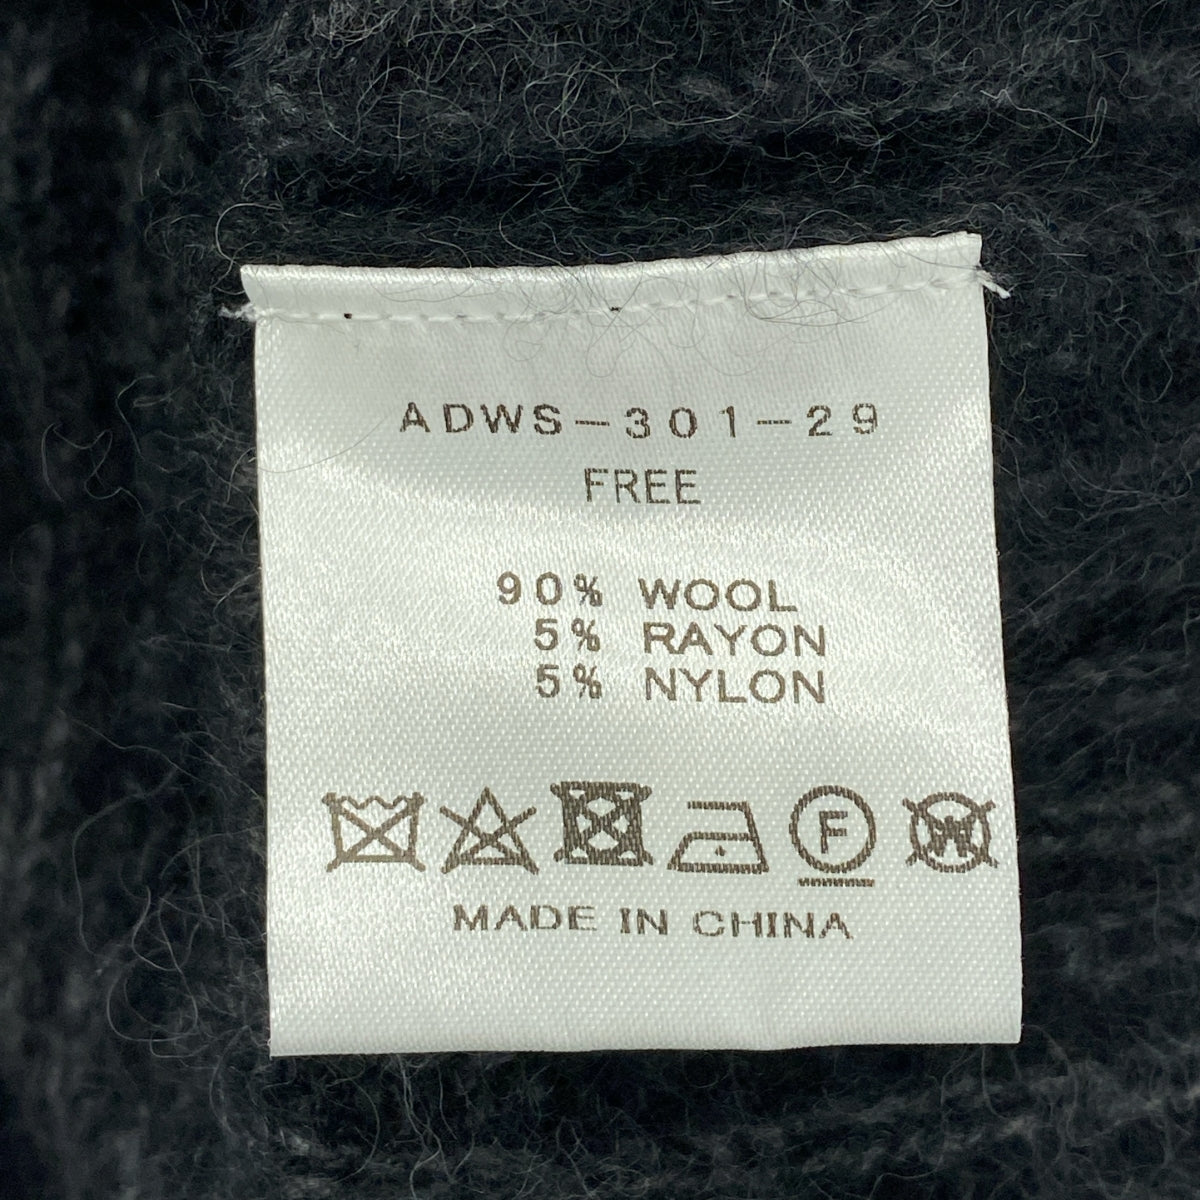 ADWS-301-29
FREE
90% WOOL
5% RAYON
5% NYLON
F W
MADE IN CHINA